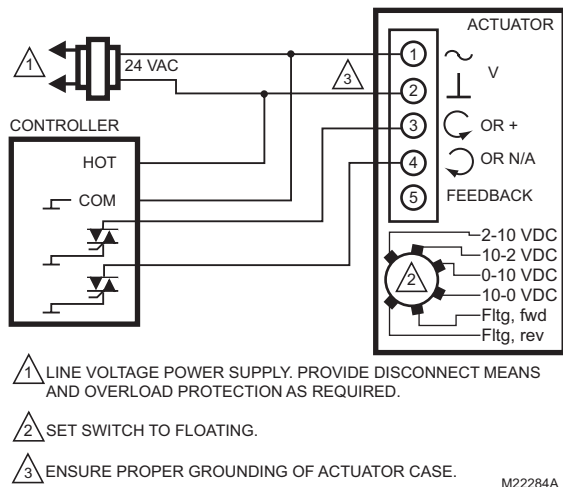 ACTUATOR
1
24 VAC
3
1
V
2
CONTROLLER
3
OR +
HOT
4
OR N/A
COM
5
FEEDBACK
2-10 VDC
10-2 VDC
0-10 VDC
2
10-0 VDC
Fltg, fwd
Fltg, rev
1 LINE VOLTAGE POWER SUPPLY. PROVIDE DISCONNECT MEANS
AND OVERLOAD PROTECTION AS REQUIRED.
2 SET SWITCH TO FLOATING.
3 ENSURE PROPER GROUNDING OF ACTUATOR CASE.
M22284A